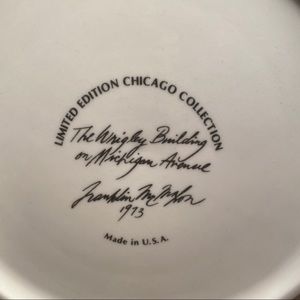 LIMITED EDITION CHICAGO COLLECTION
The Wrigley Building
on Michigan Avenue
Franklin McMahon
1973
Made in U.S.A.